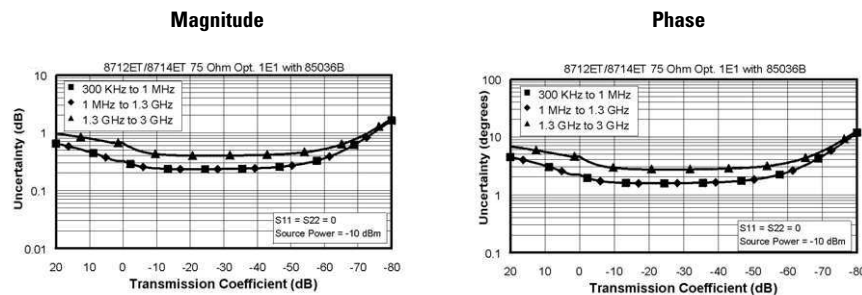 Magnitude
8712ET/8714ET 75 Ohm Opt. 1E1 with 85036B
10
1
0.1
0.01
Uncertainty (dB)
300 KHz to 1 MHz
1 MHz to 1.3 GHz
1.3 GHz to 3 GHz
S11 = S22 = 0
Source Power = -10 dBm
20 10 0 -10 -20 -30 -40 -50 -60 -70 -80
Transmission Coefficient (dB)
Phase
8712ET/8714ET 75 Ohm Opt. 1E1 with 85036B
100
10
1
0.1
Uncertainty (degrees)
300 KHz to 1 MHz
1 MHz to 1.3 GHz
1.3 GHz to 3 GHz
S11 = S22 = 0
Source Power = -10 dBm
20 10 0 -10 -20 -30 -40 -50 -60 -70 -80
Transmission Coefficient (dB)